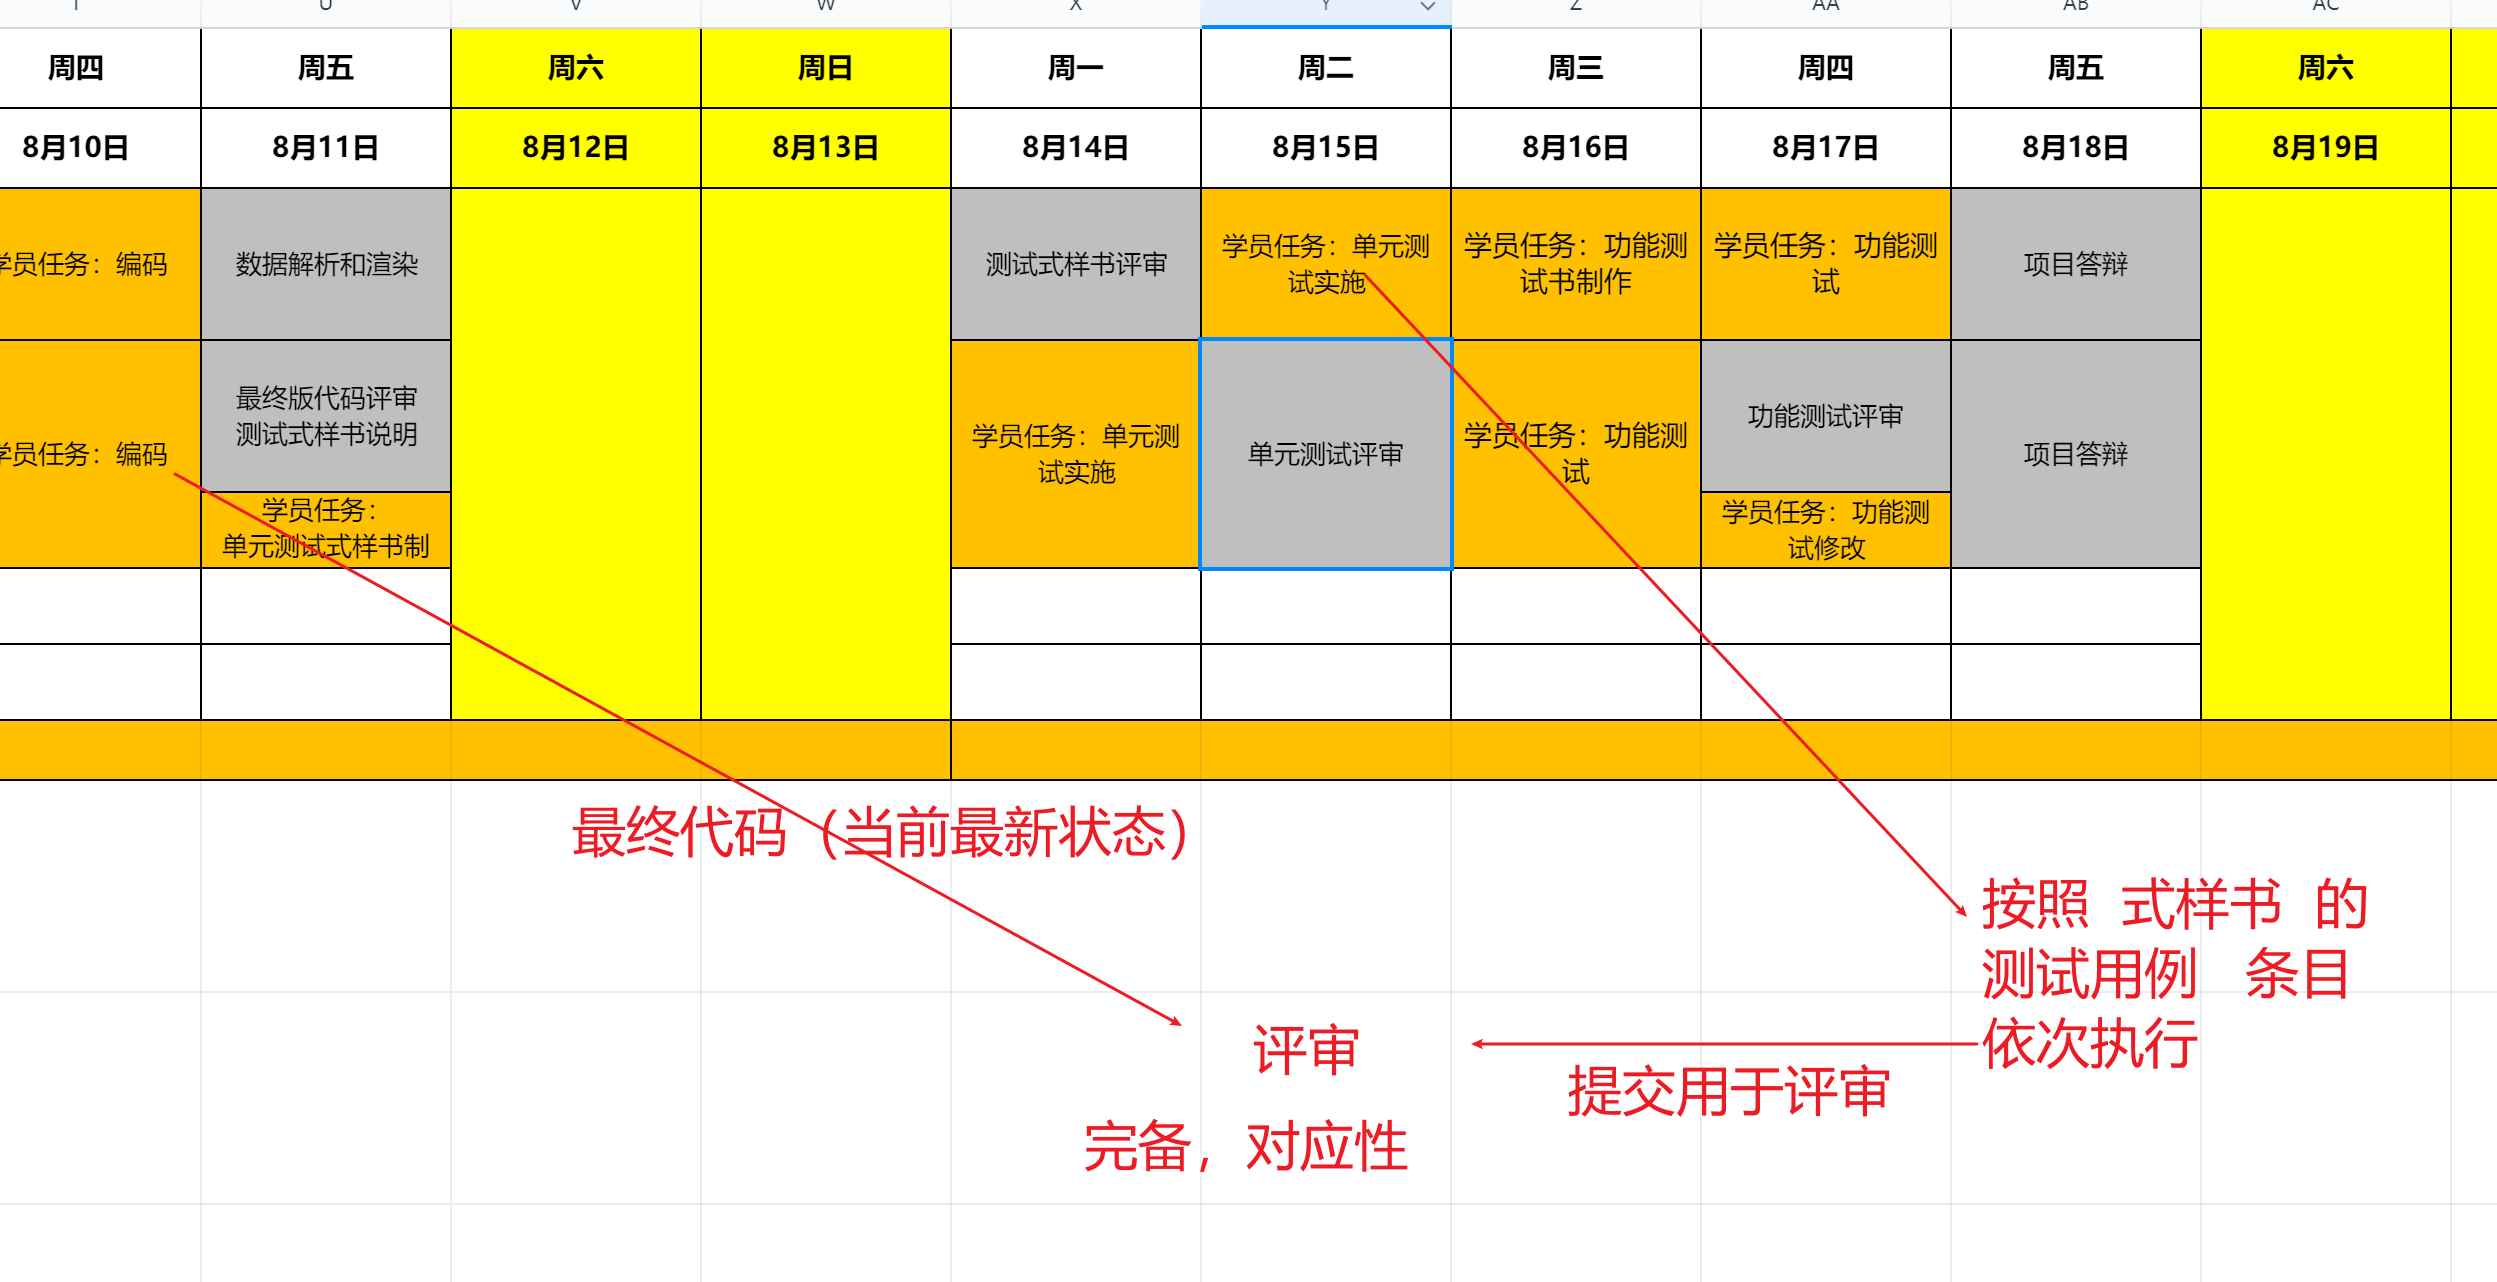 T U V W X Y Z AA AB AC
周四 周五 周六 周日 周一 周二 周三 周四 周五 周六
8月10日 8月11日 8月12日 8月13日 8月14日 8月15日 8月16日 8月17日 8月18日 8月19日
学员任务：编码
数据解析和渲染
测试式样书评审
学员任务：单元测
试实施
学员任务：功能测
试书制作
学员任务：功能测
试
项目答辩
学员任务：编码
最终版代码评审
测试式样书说明
学员任务：
单元测试式样书制
学员任务：单元测
试实施
单元测试评审
学员任务：功能测
试
功能测试评审
学员任务：功能测
试修改
项目答辩
最终代码（当前最新状态）
按照 式样书 的
测试用例 条目
依次执行
评审
提交用于评审
完备，对应性